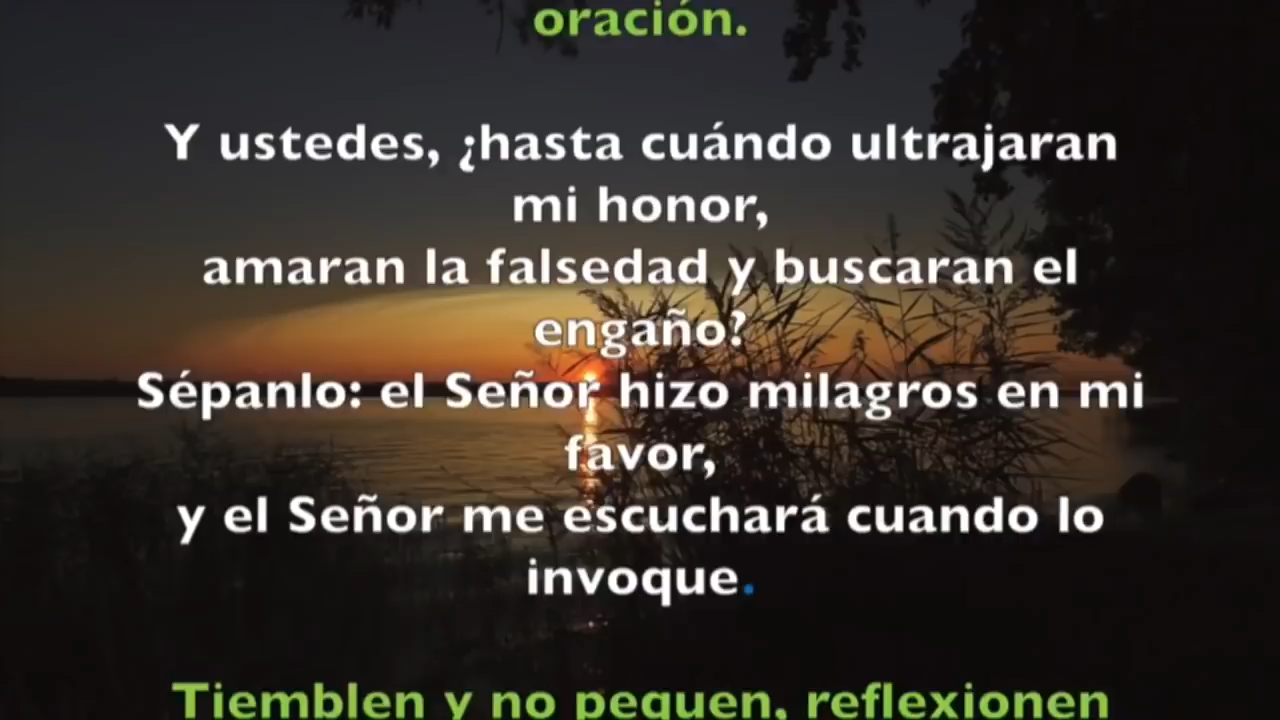 oración.
Y ustedes, ¿hasta cuándo ultrajaran
mi honor,
amaran la falsedad y buscaran el
engaño?
Sépanlo: el Señor hizo milagros en mi
favor,
y el Señor me escuchará cuando lo
invoque.
Tiemblen y no pequen, reflexionen